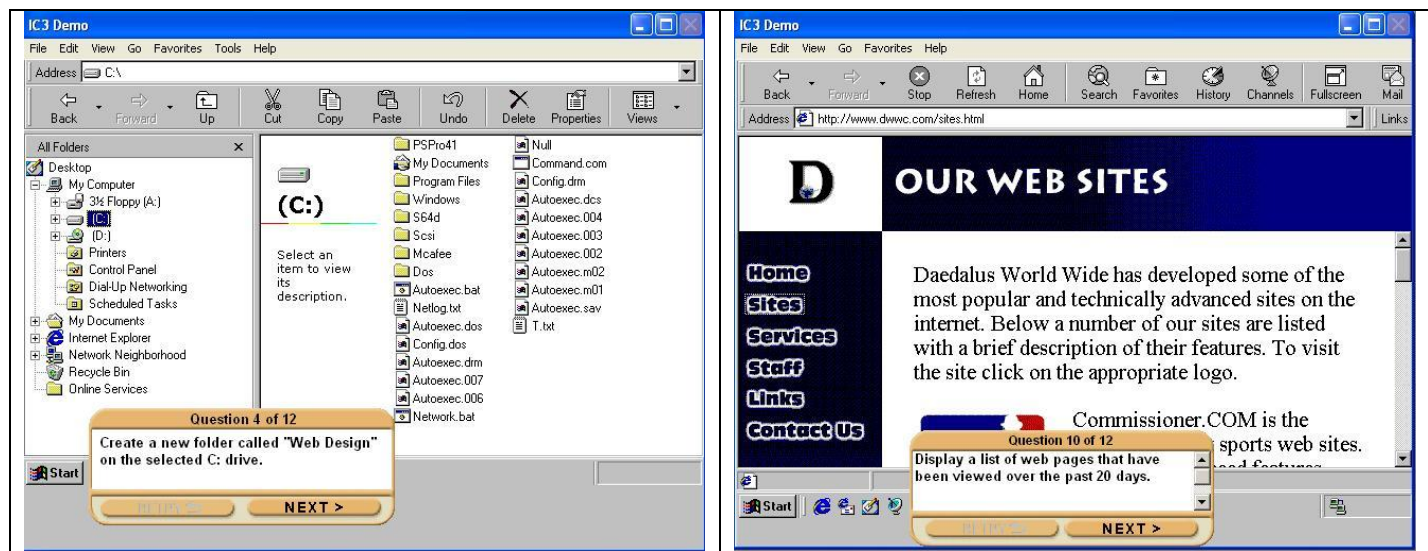 IC3 Demo
File Edit View Go Favorites Tools Help
Address C:\
Back Forward Up Cut Copy Paste Undo Delete Properties Views
All Folders x
Desktop
My Computer
3½ Floppy (A:)
(C:)
(D:)
Printers
Control Panel
Dial-Up Networking
Scheduled Tasks
My Documents
Internet Explorer
Network Neighborhood
Recycle Bin
Online Services
(C:)
Select an
item to view
its
description.
PSPro41
My Documents
Program Files
Windows
S64d
Scsi
Mcafee
Dos
Autoexec.bat
Netlog.txt
Autoexec.dos
Config.dos
Autoexec.drm
Autoexec.007
Autoexec.006
Network.bat
Null
Command.com
Config.drm
Autoexec.dcs
Autoexec.004
Autoexec.003
Autoexec.002
Autoexec.m02
Autoexec.m01
Autoexec.sav
T.txt
Question 4 of 12
Create a new folder called "Web Design"
on the selected C: drive.
NEXT >
Start
IC3 Demo
File Edit View Go Favorites Help
Back Forward Stop Refresh Home Search Favorites History Channels Fullscreen Mail
Address http://www.dwwc.com/sites.html Links
D
OUR WEB SITES
Home
Sites
Services
Staff
Links
Contact Us
Daedalus World Wide has developed some of the
most popular and technically advanced sites on the
internet. Below a number of our sites are listed
with a brief description of their features. To visit
the site click on the appropriate logo.
Commissioner.COM is the
sports web sites.
features
Question 10 of 12
Display a list of web pages that have
been viewed over the past 20 days.
NEXT >
Start